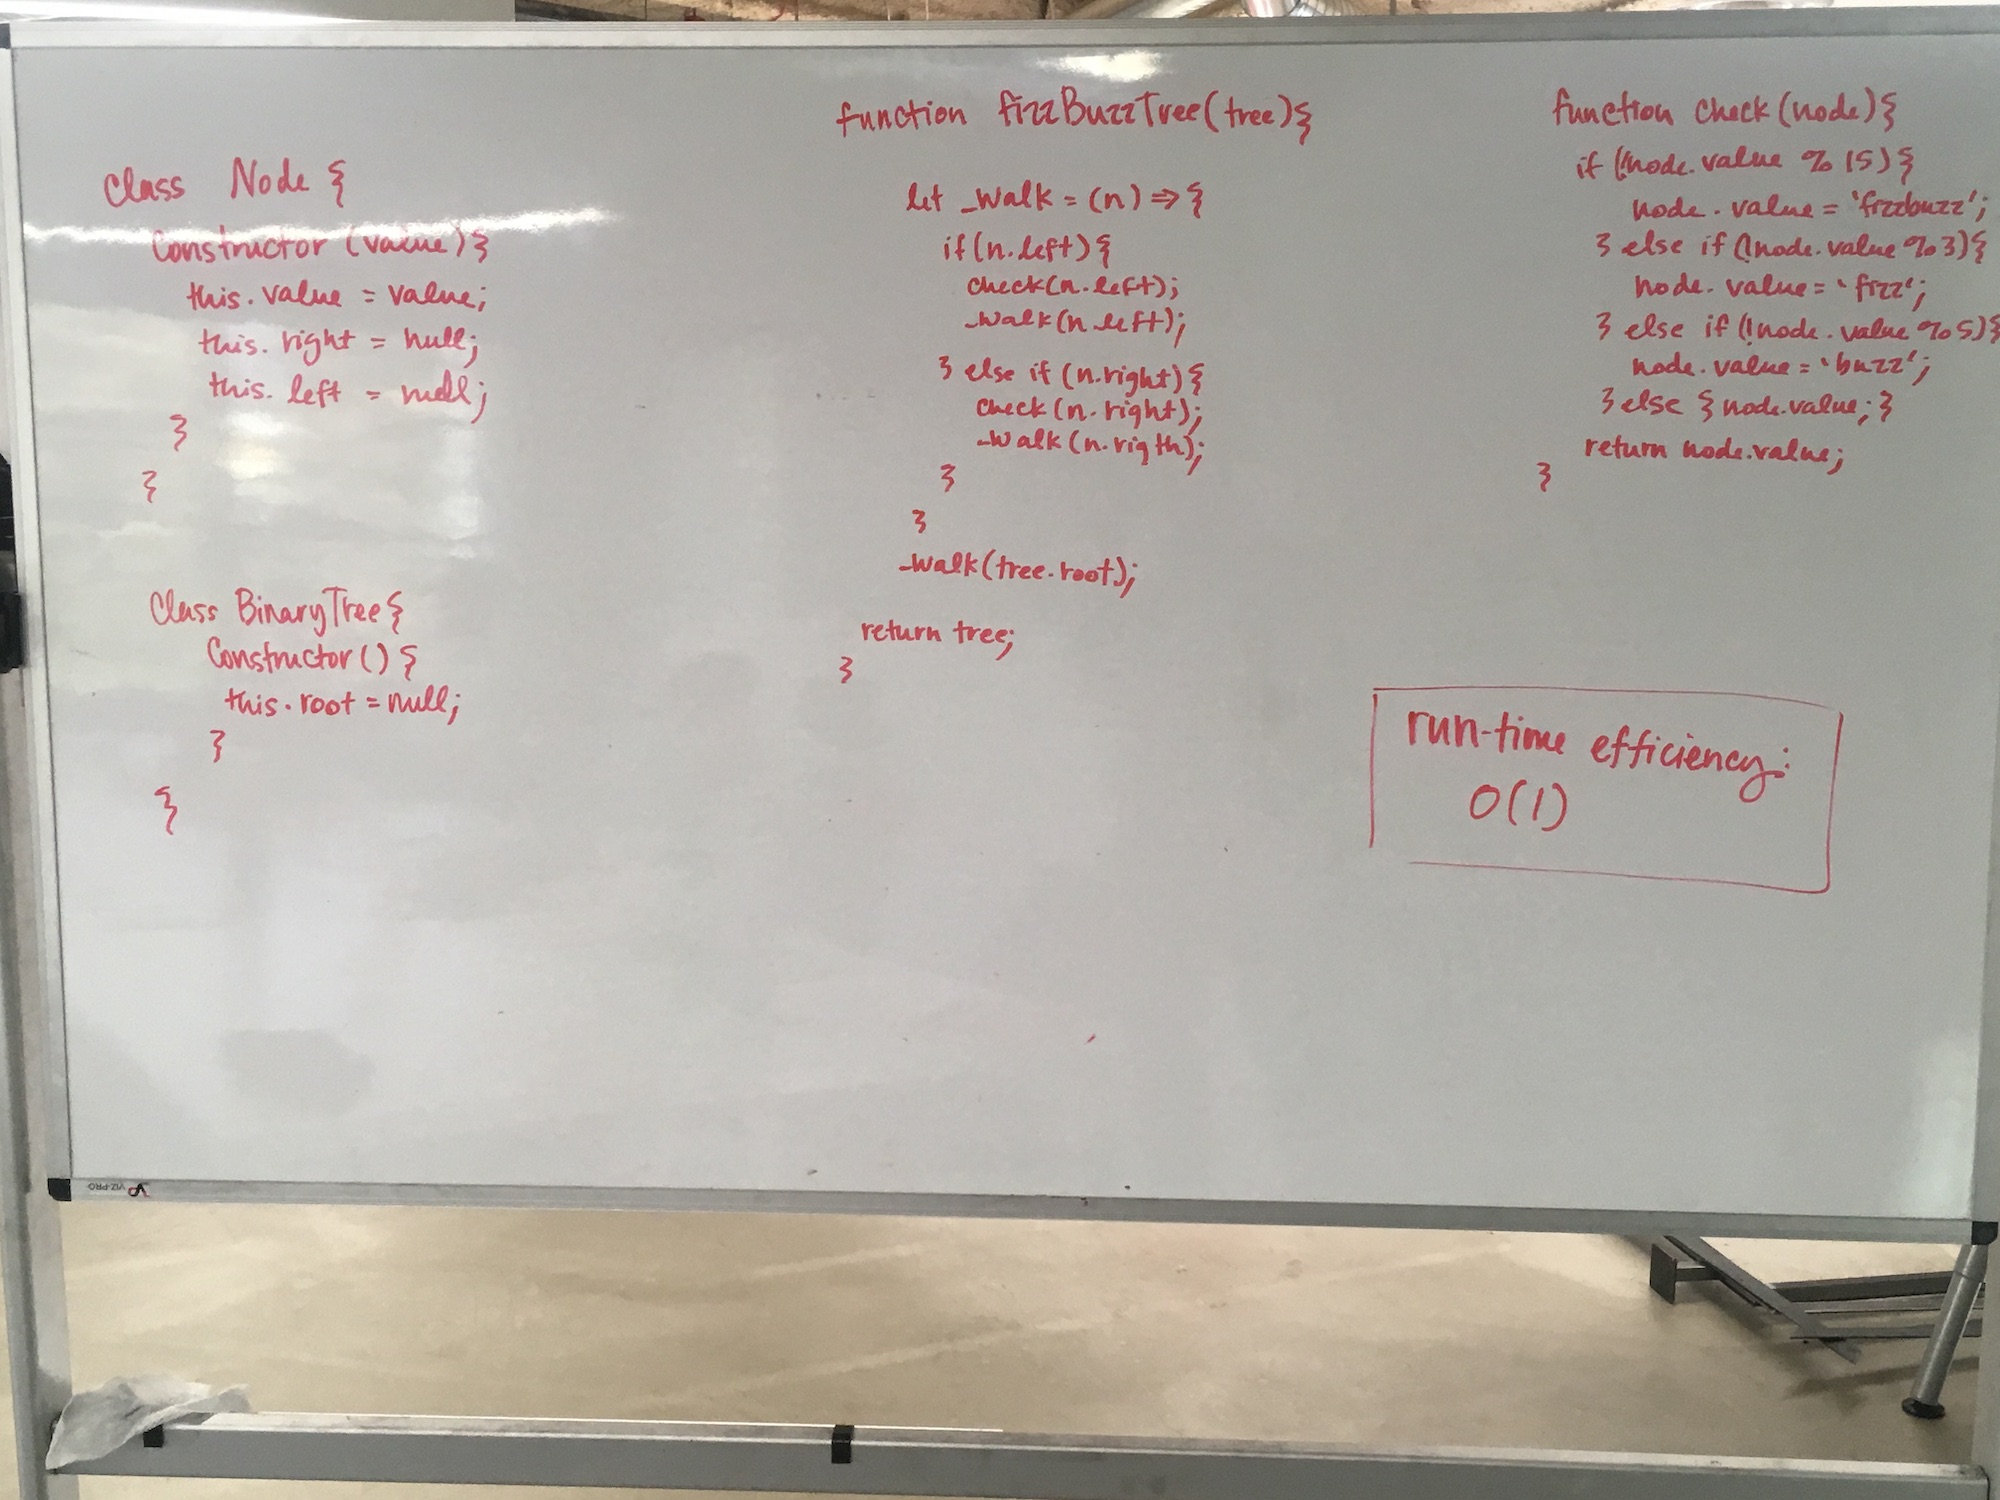 class Node {
Constructor (value) }
this.value = value;
this.right = null;
this.left = null;
}
}
Class BinaryTree {
Constructor () {
this.root = null;
}
}
function fizzBuzzTree(tree){
let _walk = (n) => {
if (n.left) {
check(n.left);
_walk(n.left);
} else if (n.right) {
check(n.right);
_walk(n.rigth);
}
}
_walk(tree.root);
return tree;
}
function check (node) {
if (!node.value % 15) {
node.value = 'fizzbuzz';
} else if (!node.value % 3) {
node.value = 'fizz';
} else if (!node.value % 5) {
node.value = 'buzz';
} else { node.value; }
return node.value;
}
run-time efficiency:
O(1)
VIZ-PRO